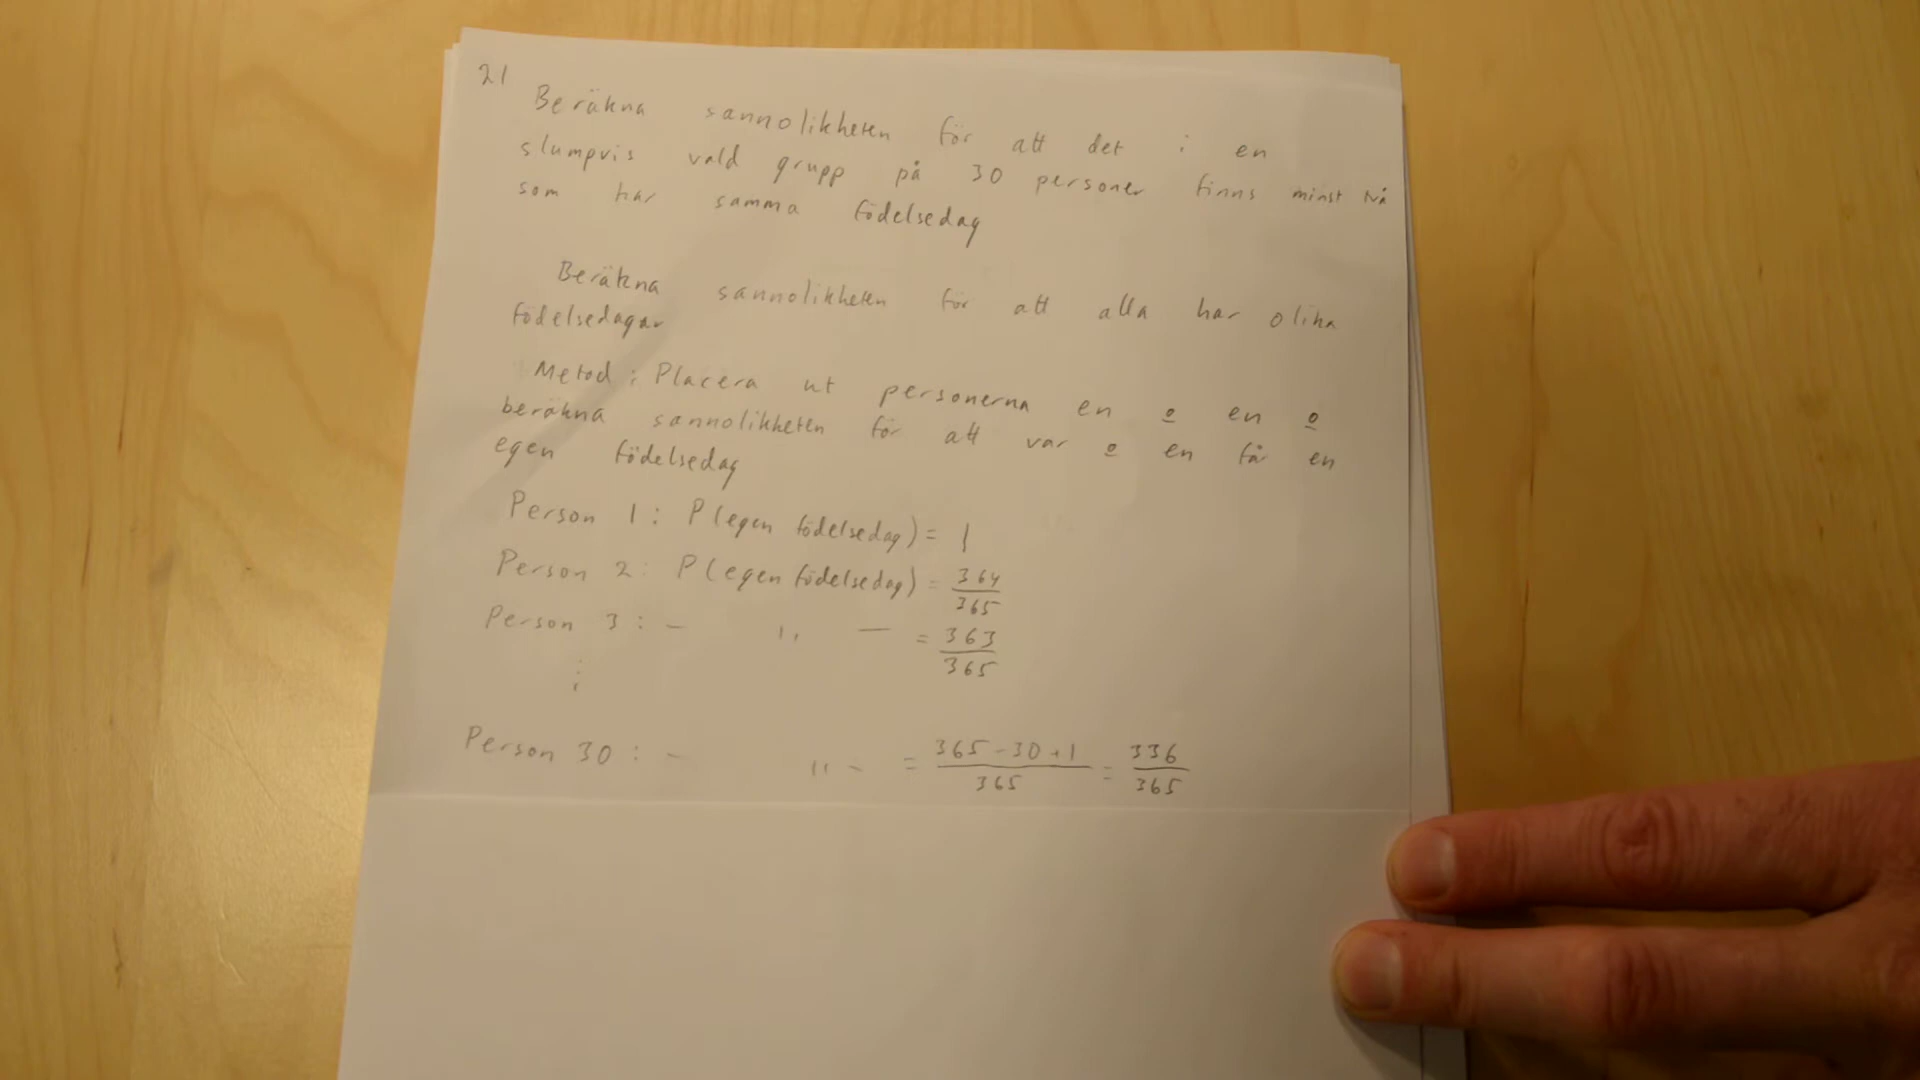 21
Beräkna sannolikheten för att det i en
slumpvis vald grupp på 30 personer finns minst två
som har samma födelsedag
Beräkna sannolikheten för att alla har olika
födelsedagar
Metod: Placera ut personerna en o en o
beräkna sannolikheten för att var o en får en
egen födelsedag
Person 1: P(egen födelsedag) = 1
Person 2: P(egen födelsedag) = 364/365
Person 3: — ,, — = 363/365
⋮
Person 30: — ,, — = (365-30+1)/365 = 336/365